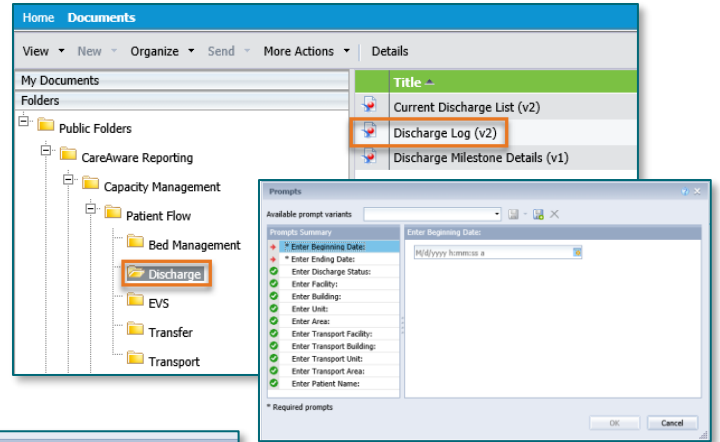 Home Documents
View New Organize Send More Actions Details
My Documents
Title
Folders
Current Discharge List (v2)
Public Folders
Discharge Log (v2)
CareAware Reporting
Discharge Milestone Details (v1)
Capacity Management
Patient Flow
Bed Management
Discharge
EVS
Transfer
Transport
Prompts
Available prompt variants
Prompts Summary
Enter Beginning Date:
* Enter Beginning Date:
M/d/yyyy h:mm:ss a
* Enter Ending Date:
Enter Discharge Status:
Enter Facility:
Enter Building:
Enter Unit:
Enter Area:
Enter Transport Facility:
Enter Transport Building:
Enter Transport Unit:
Enter Transport Area:
Enter Patient Name:
* Required prompts
OK Cancel